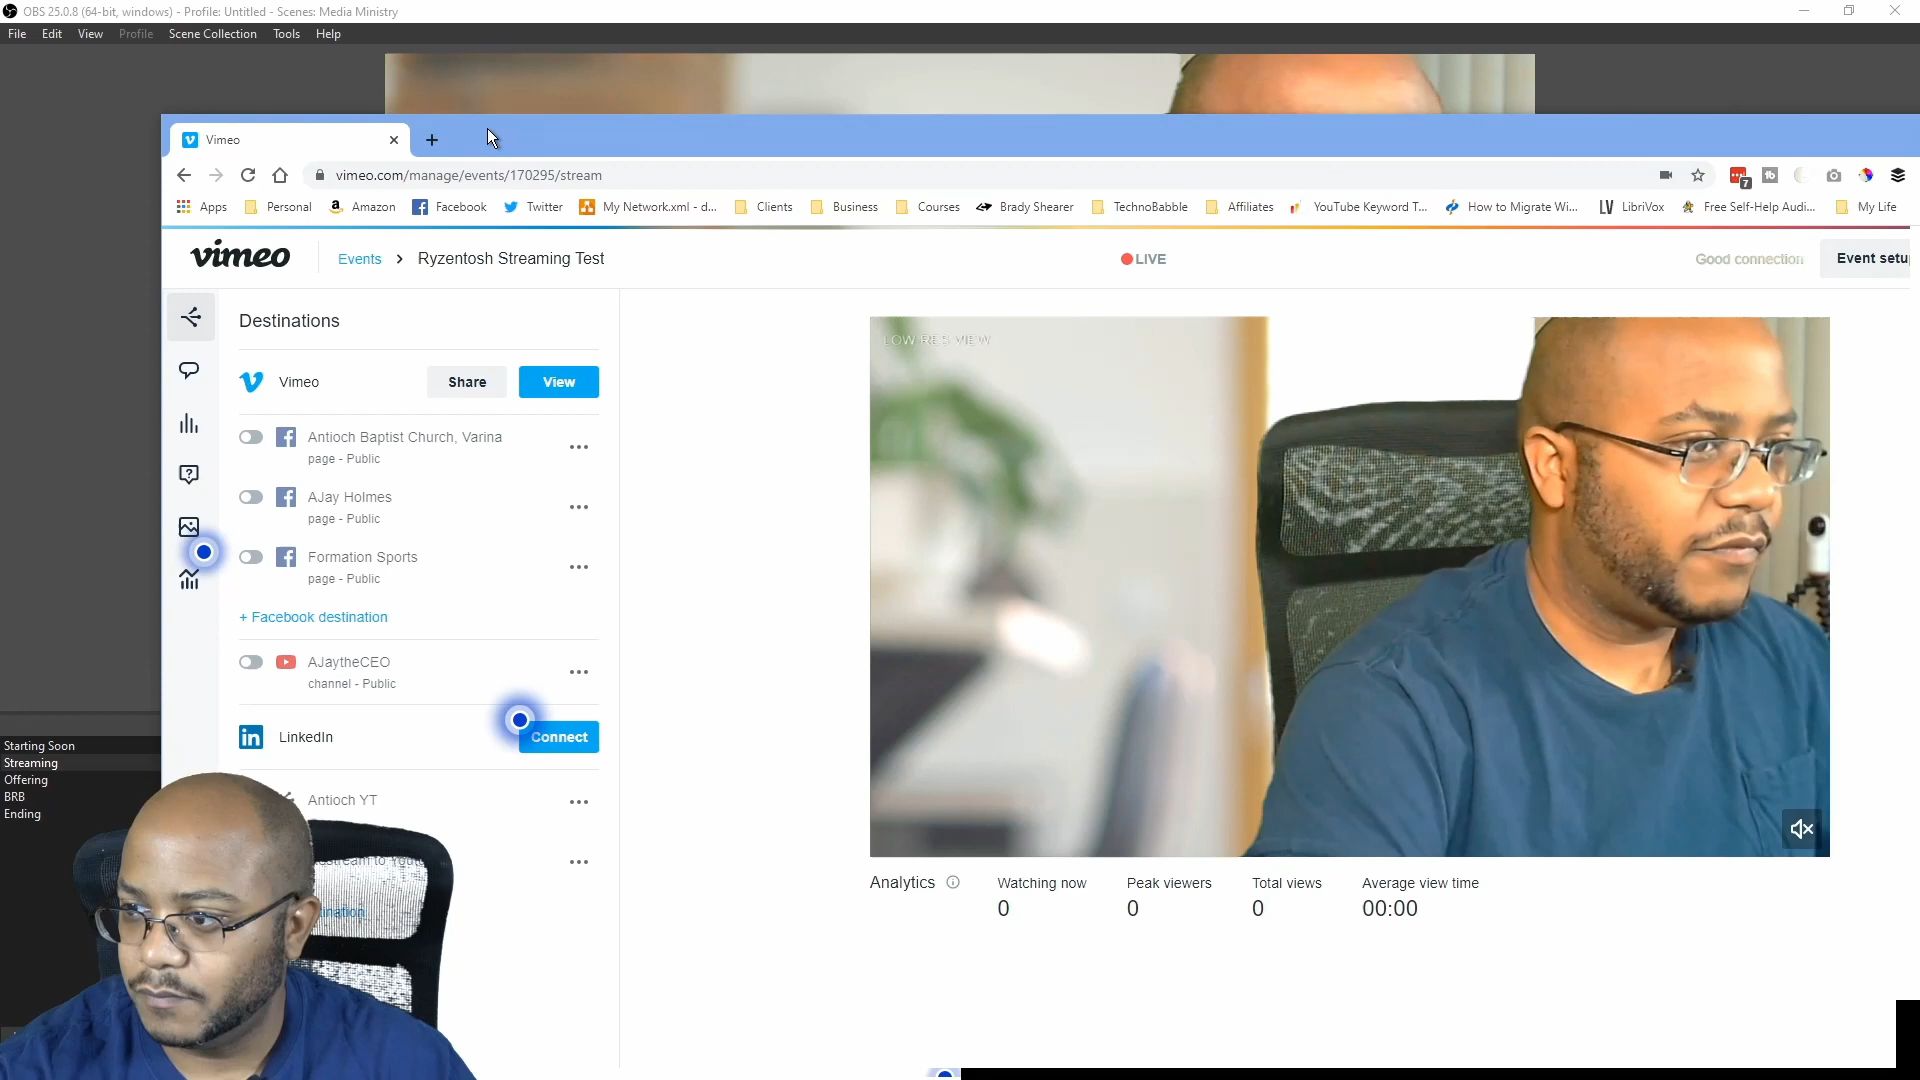 OBS 25.0.8 (64-bit, windows) - Profile: Untitled - Scenes: Media Ministry
File Edit View Profile Scene Collection Tools Help
Vimeo
vimeo.com/manage/events/170295/stream
7
Apps Personal Amazon Facebook Twitter My Network.xml - d... Clients Business Courses Brady Shearer TechnoBabble Affiliates YouTube Keyword T... How to Migrate Wi... LibriVox Free Self-Help Audi... My Life
vimeo Events > Ryzentosh Streaming Test LIVE Good connection Event setu
Destinations
Vimeo Share View
Antioch Baptist Church, Varina
page - Public
AJay Holmes
page - Public
Formation Sports
page - Public
+ Facebook destination
AJaytheCEO
channel - Public
LinkedIn Connect
Antioch YT
LOW RES VIEW
Analytics Watching now Peak viewers Total views Average view time
0 0 0 00:00
Starting Soon
Streaming
Offering
BRB
Ending